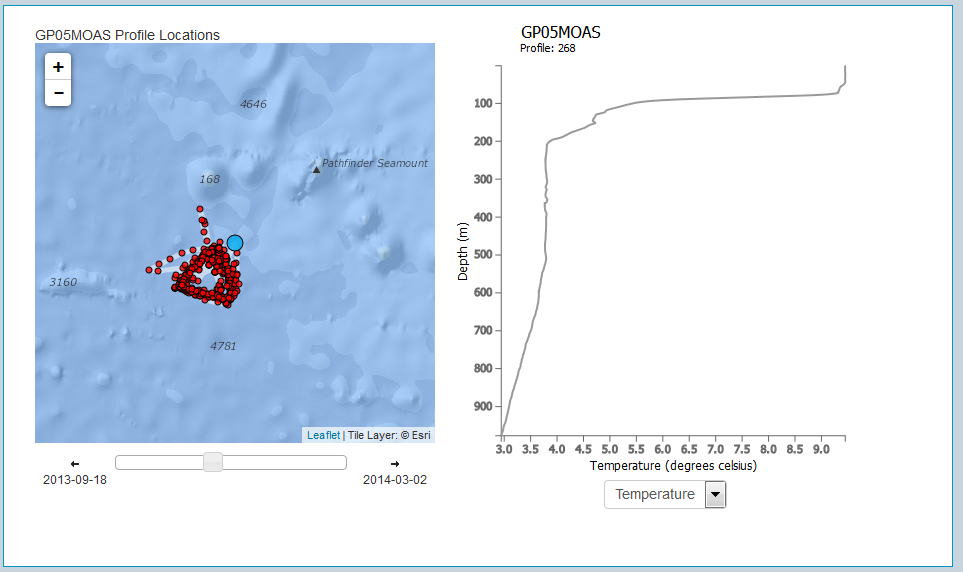 GP05MOAS Profile Locations
+
−
4646
Pathfinder Seamount
168
3160
4781
Leaflet | Tile Layer: © Esri
2013-09-18
2014-03-02
GP05MOAS
Profile: 268
100
200
300
400
500
600
700
800
900
Depth (m)
3.0 3.5 4.0 4.5 5.0 5.5 6.0 6.5 7.0 7.5 8.0 8.5 9.0
Temperature (degrees celsius)
Temperature